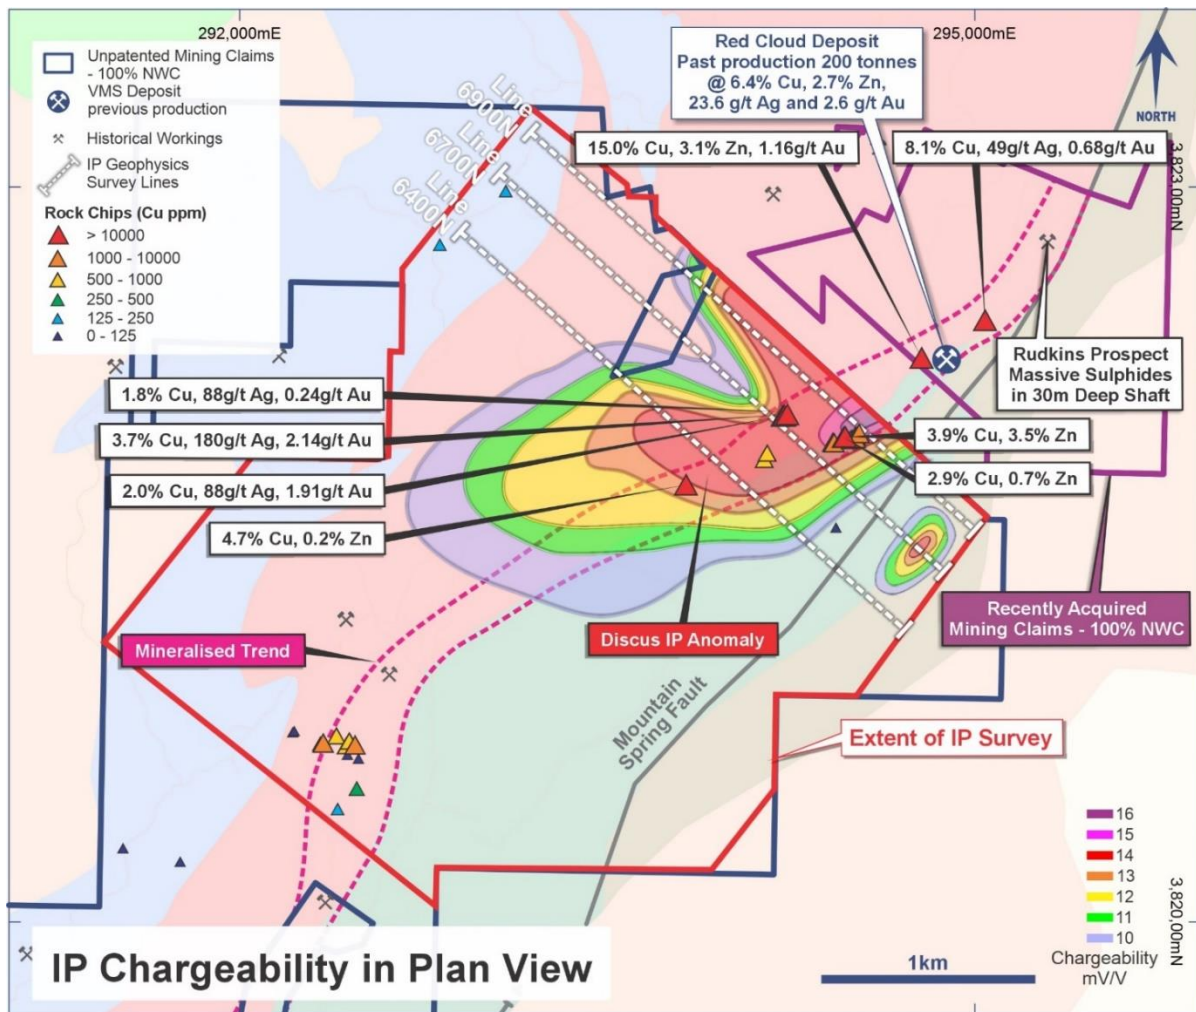 292,000mE
295,000mE
Unpatented Mining Claims
- 100% NWC
VMS Deposit
previous production
Historical Workings
IP Geophysics
Survey Lines
Rock Chips (Cu ppm)
> 10000
1000 - 10000
500 - 1000
250 - 500
125 - 250
0 - 125
Line
6900N
Line
6700N
Line
6400N
Red Cloud Deposit
Past production 200 tonnes
@ 6.4% Cu, 2.7% Zn,
23.6 g/t Ag and 2.6 g/t Au
NORTH
15.0% Cu, 3.1% Zn, 1.16g/t Au
8.1% Cu, 49g/t Ag, 0.68g/t Au
3,823,00mN
Rudkins Prospect
Massive Sulphides
in 30m Deep Shaft
1.8% Cu, 88g/t Ag, 0.24g/t Au
3.7% Cu, 180g/t Ag, 2.14g/t Au
2.0% Cu, 88g/t Ag, 1.91g/t Au
4.7% Cu, 0.2% Zn
3.9% Cu, 3.5% Zn
2.9% Cu, 0.7% Zn
Recently Acquired
Mining Claims - 100% NWC
Mineralised Trend
Discus IP Anomaly
Mountain
Spring Fault
Extent of IP Survey
16
15
14
13
12
11
10
Chargeability
mV/V
3,820,00mN
1km
IP Chargeability in Plan View